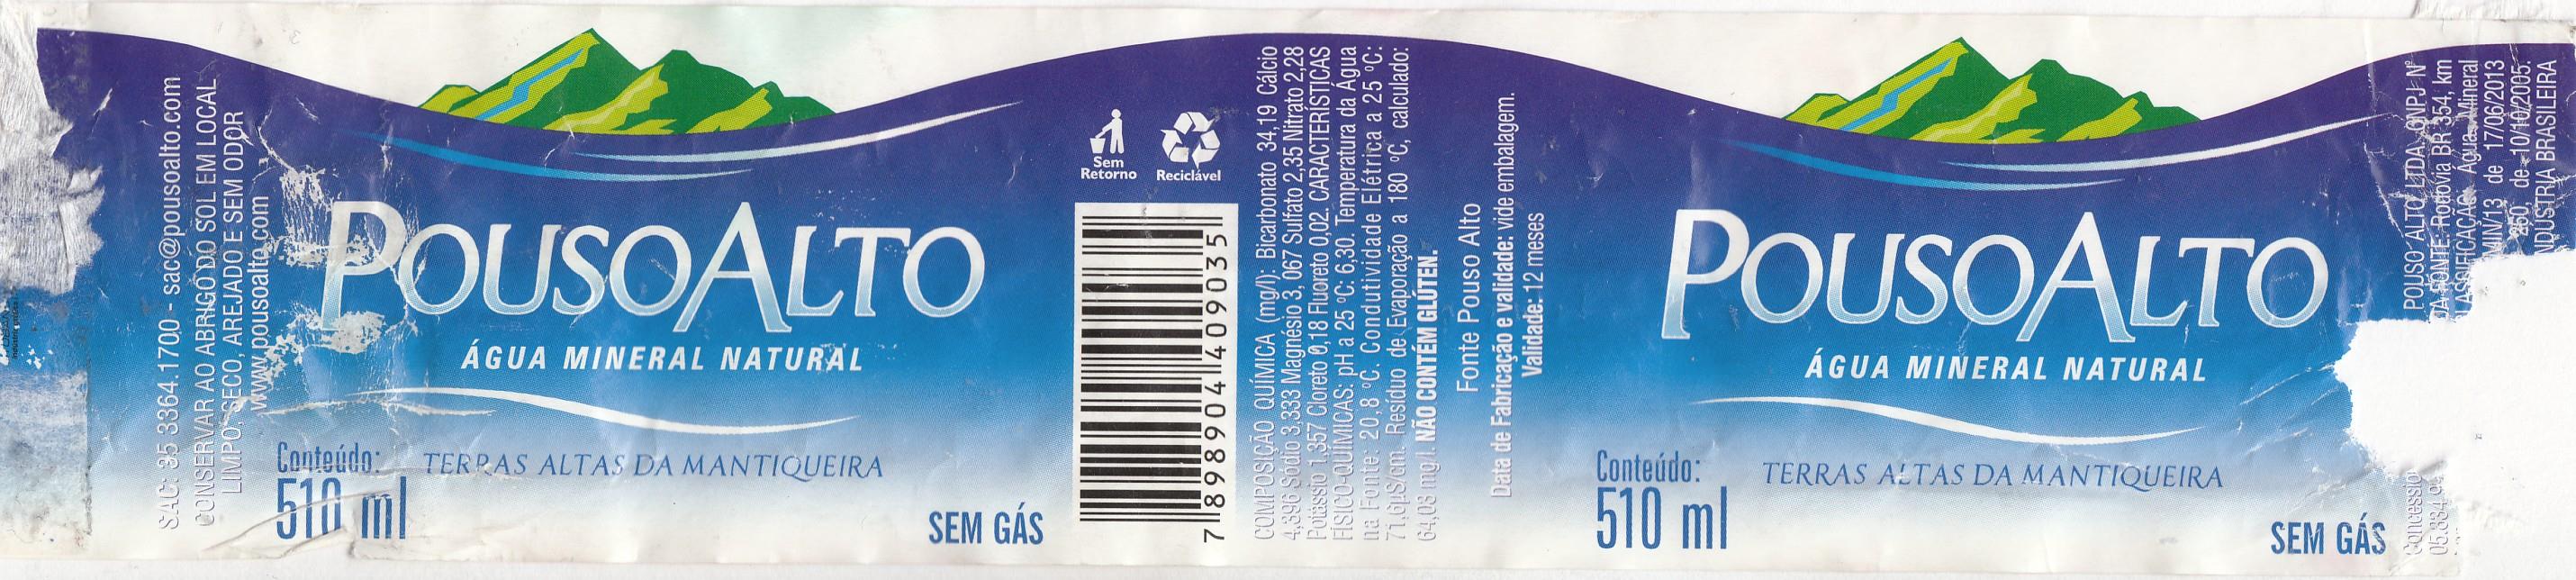 SAC: 35 3364.1700 - sac@pousoalto.com
CONSERVAR AO ABRIGO DO SOL EM LOCAL
LIMPO, SECO, AREJADO E SEM ODOR
www.pousoalto.com
POUSOALTO
ÁGUA MINERAL NATURAL
Conteúdo:
510 ml
TERRAS ALTAS DA MANTIQUEIRA
SEM GÁS
Sem
Retorno
Reciclável
7 898904 409035
COMPOSIÇÃO QUÍMICA (mg/l): Bicarbonato 34,19 Cálcio
4,396 Sódio 3,333 Magnésio 3,067 Sulfato 2,35 Nitrato 2,28
Potássio 1,357 Cloreto 0,18 Fluoreto 0,02. CARACTERÍSTICAS
FÍSICO-QUÍMICAS: pH a 25 ºC: 6,30. Temperatura da Água
na Fonte: 20,8 ºC. Condutividade Elétrica a 25 ºC:
71,6µS/cm. Resíduo de Evaporação a 180 ºC, calculado:
64,03 mg/l. NÃO CONTÉM GLÚTEN.
Fonte Pouso Alto
Data de Fabricação e validade: vide embalagem.
Validade: 12 meses
POUSOALTO
ÁGUA MINERAL NATURAL
Conteúdo:
510 ml
TERRAS ALTAS DA MANTIQUEIRA
SEM GÁS
POUSO ALTO LTDA. CNPJ Nº
DA FONTE: Rodovia BR 354, km
Água Mineral
de 17/06/2013
de 10/10/2005.
BRASILEIRA